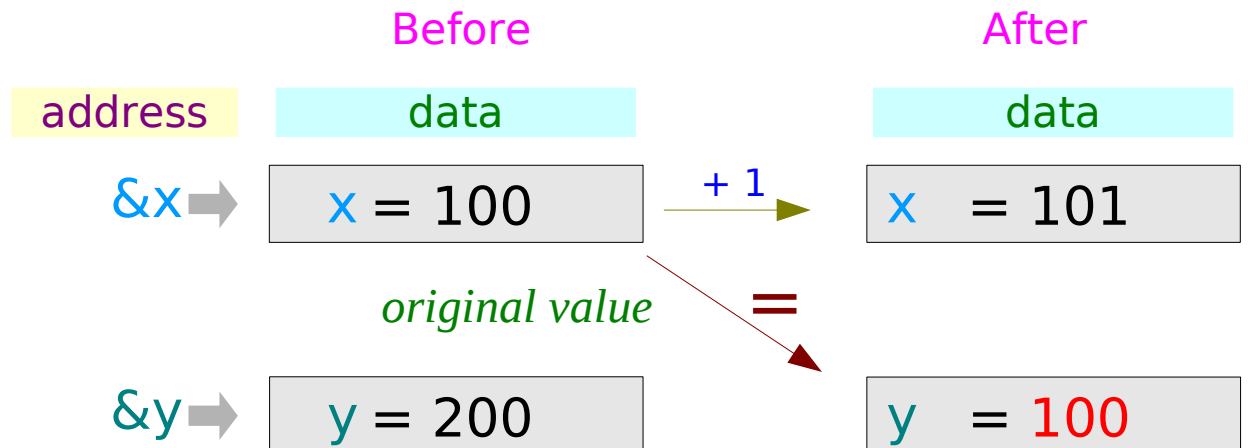 Before After
address data data
&x x = 100 + 1 x = 101
original value =
&y y = 200 y = 100